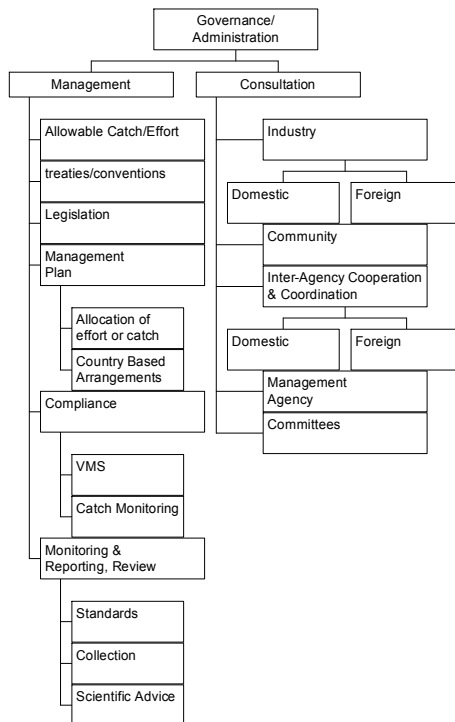 Governance/
Administration
Management
Consultation
Allowable Catch/Effort
treaties/conventions
Legislation
Management
Plan
Allocation of
effort or catch
Country Based
Arrangements
Compliance
VMS
Catch Monitoring
Monitoring &
Reporting, Review
Standards
Collection
Scientific Advice
Industry
Domestic
Foreign
Community
Inter-Agency Cooperation
& Coordination
Domestic
Foreign
Management
Agency
Committees